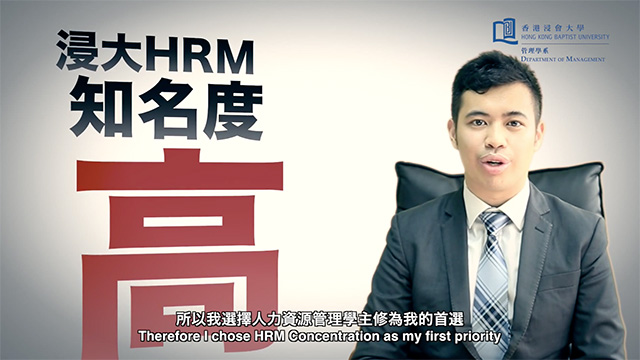 浸大HRM
知名度
高
香港浸會大學
HONG KONG BAPTIST UNIVERSITY
管理學系
DEPARTMENT OF MANAGEMENT
所以我選擇人力資源管理學主修為我的首選
Therefore I chose HRM Concentration as my first priority